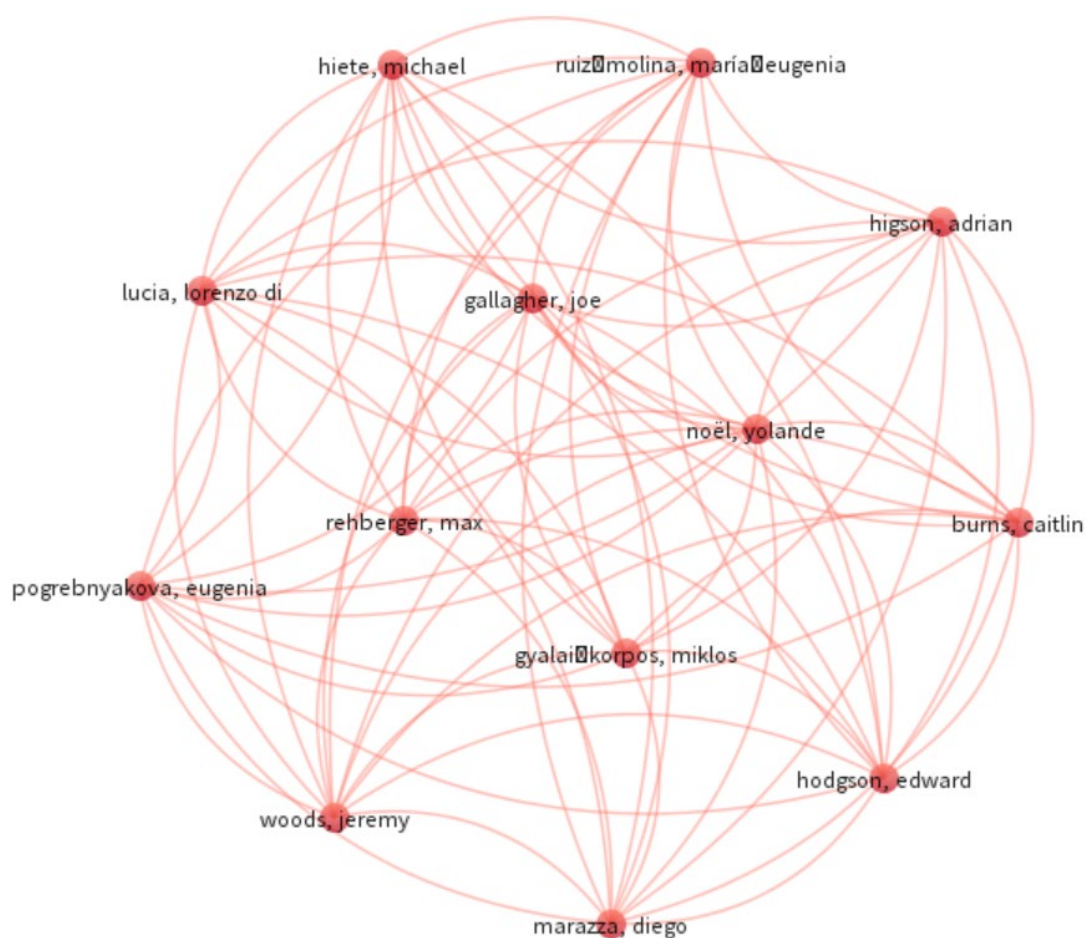 hiete, michael
ruiz￾molina, maría￾eugenia
higson, adrian
lucia, lorenzo di
gallagher, joe
noël, yolande
rehberger, max
burns, caitlin
pogrebnyakova, eugenia
gyalai￾korpos, miklos
hodgson, edward
woods, jeremy
marazza, diego